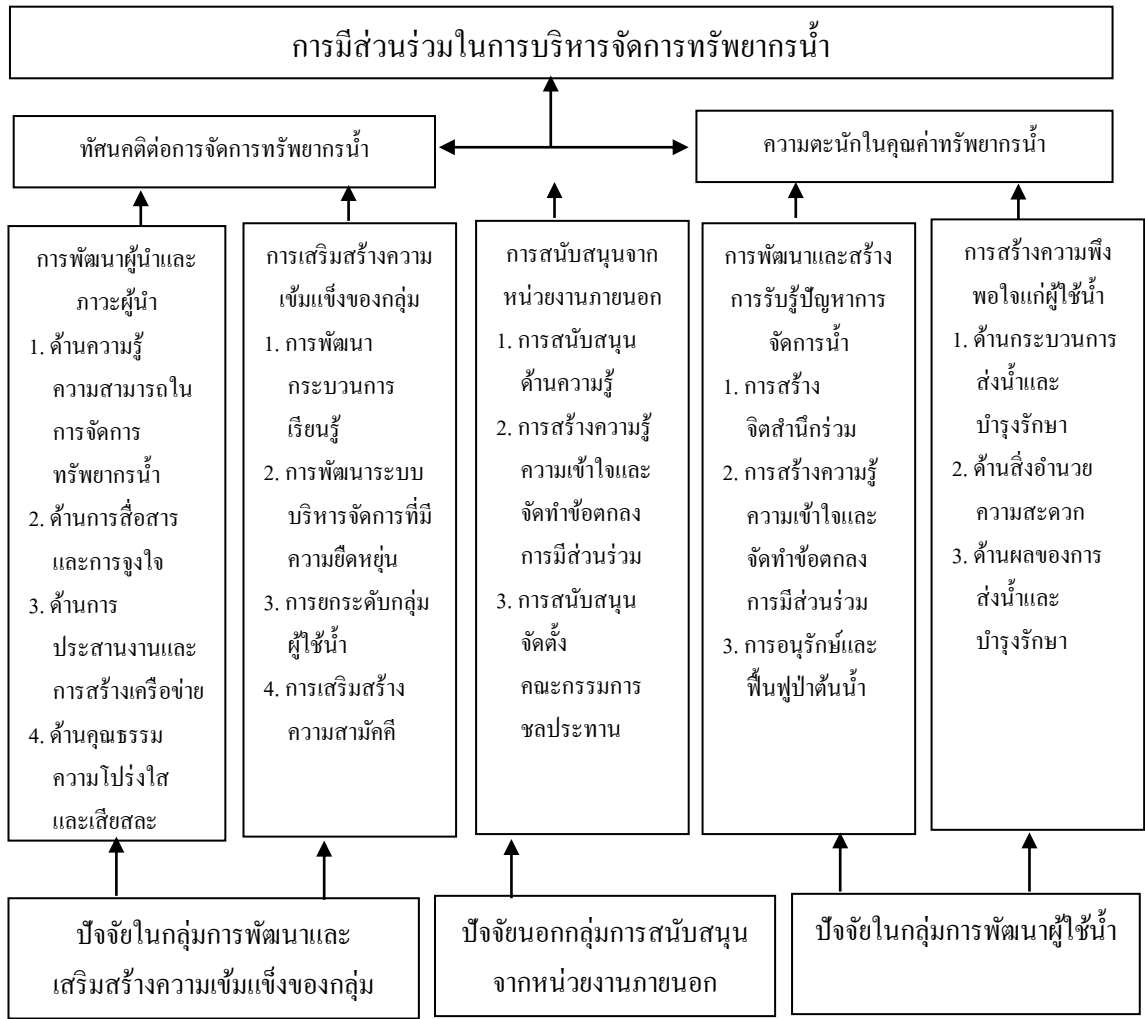 การมีส่วนร่วมในการบริหารจัดการทรัพยากรน้ำ
ทัศนคติต่อการจัดการทรัพยากรน้ำ
ความตะนักในคุณค่าทรัพยากรน้ำ
การพัฒนาผู้นำและ
ภาวะผู้นำ
1. ด้านความรู้
ความสามารถใน
การจัดการ
ทรัพยากรน้ำ
2. ด้านการสื่อสาร
และการจูงใจ
3. ด้านการ
ประสานงานและ
การสร้างเครือข่าย
4. ด้านคุณธรรม
ความโปร่งใส
และเสียสละ
การเสริมสร้างความ
เข้มแข็งของกลุ่ม
1. การพัฒนา
กระบวนการ
เรียนรู้
2. การพัฒนาระบบ
บริหารจัดการที่มี
ความยืดหยุ่น
3. การยกระดับกลุ่ม
ผู้ใช้น้ำ
4. การเสริมสร้าง
ความสามัคคี
การสนับสนุนจาก
หน่วยงานภายนอก
1. การสนับสนุน
ด้านความรู้
2. การสร้างความรู้
ความเข้าใจและ
จัดทำข้อตกลง
การมีส่วนร่วม
3. การสนับสนุน
จัดตั้ง
คณะกรรมการ
ชลประทาน
การพัฒนาและสร้าง
การรับรู้ปัญหาการ
จัดการน้ำ
1. การสร้าง
จิตสำนึกร่วม
2. การสร้างความรู้
ความเข้าใจและ
จัดทำข้อตกลง
การมีส่วนร่วม
3. การอนุรักษ์และ
ฟื้นฟูป่าต้นน้ำ
การสร้างความพึง
พอใจแก่ผู้ใช้น้ำ
1. ด้านกระบวนการ
ส่งน้ำและ
บำรุงรักษา
2. ด้านสิ่งอำนวย
ความสะดวก
3. ด้านผลของการ
ส่งน้ำและ
บำรุงรักษา
ปัจจัยในกลุ่มการพัฒนาและ
เสริมสร้างความเข้มแข็งของกลุ่ม
ปัจจัยนอกกลุ่มการสนับสนุน
จากหน่วยงานภายนอก
ปัจจัยในกลุ่มการพัฒนาผู้ใช้น้ำ